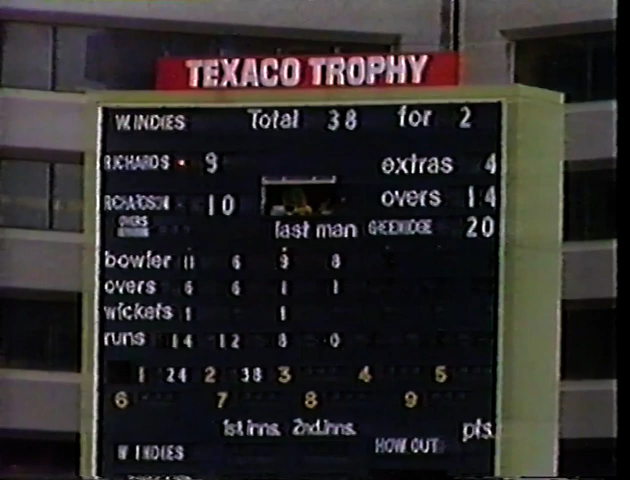 TEXACO TROPHY
W.INDIES Total 38 for 2
RICHARDS 9 extras 4
RICHARDSON 10 overs 14
OVERS last man GREENIDGE 20
bowler 11 6 9 8
overs 6 6 1 1
wickets 1 1
runs 14 12 8 0
1 24 2 38 3 4 5
6 7 8 9
1st inns. 2nd.inns. pts.
W INDIES HOW OUT